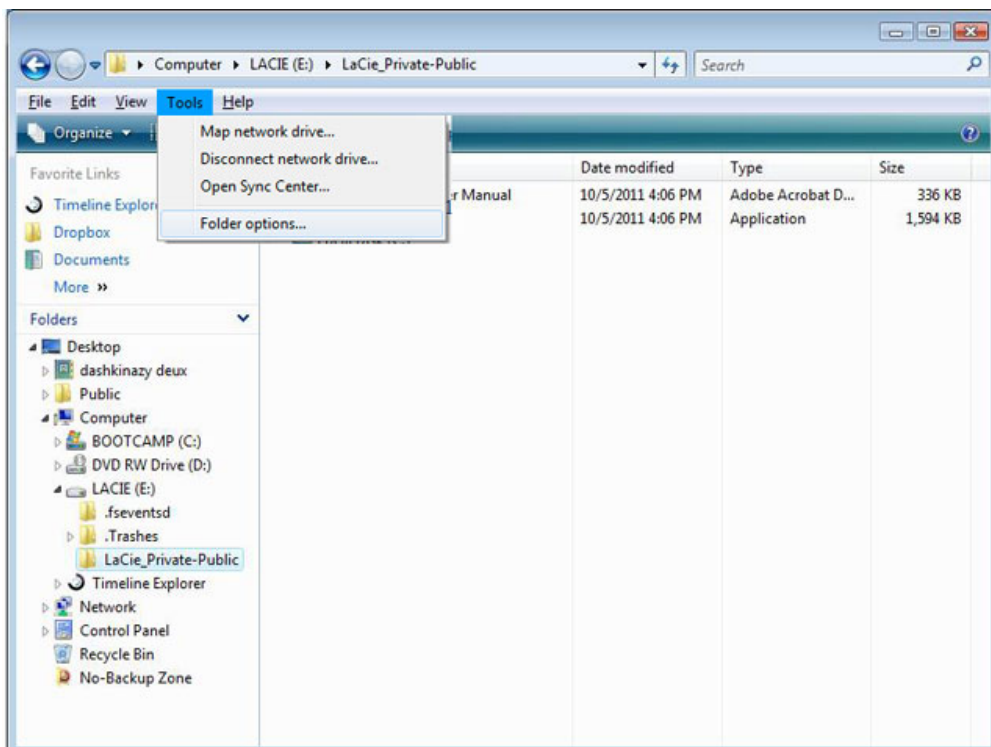 Computer LACIE (E:) LaCie_Private-Public Search
File Edit View Tools Help
Organize
Map network drive...
Disconnect network drive...
Open Sync Center...
Folder options...
Favorite Links
Timeline Explor
Dropbox
Documents
More »
Folders
Desktop
dashkinazy deux
Public
Computer
BOOTCAMP (C:)
DVD RW Drive (D:)
LACIE (E:)
.fseventsd
.Trashes
LaCie_Private-Public
Timeline Explorer
Network
Control Panel
Recycle Bin
No-Backup Zone
Date modified Type Size
r Manual 10/5/2011 4:06 PM Adobe Acrobat D... 336 KB
10/5/2011 4:06 PM Application 1,594 KB